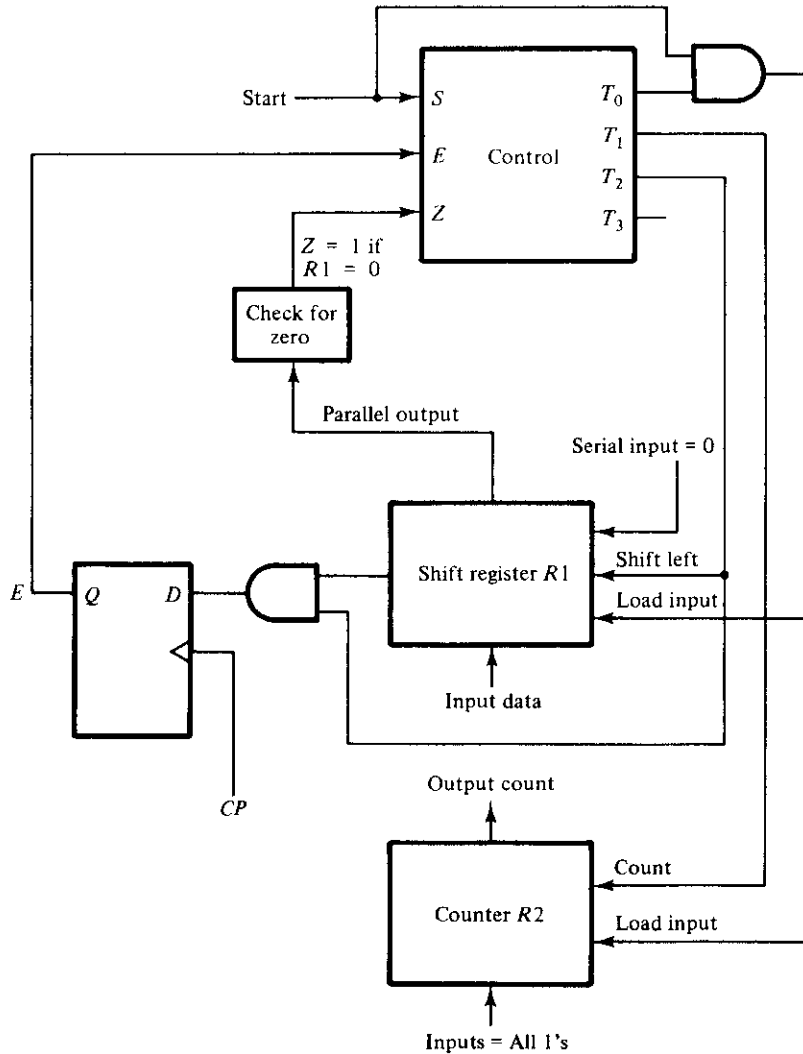 Start
S
T0
T1
E
Control
T2
Z
T3
Z = 1 if
R1 = 0
Check for
zero
Parallel output
Serial input = 0
Shift register R1
Shift left
E
Q
D
Load input
Input data
CP
Output count
Count
Counter R2
Load input
Inputs = All 1's